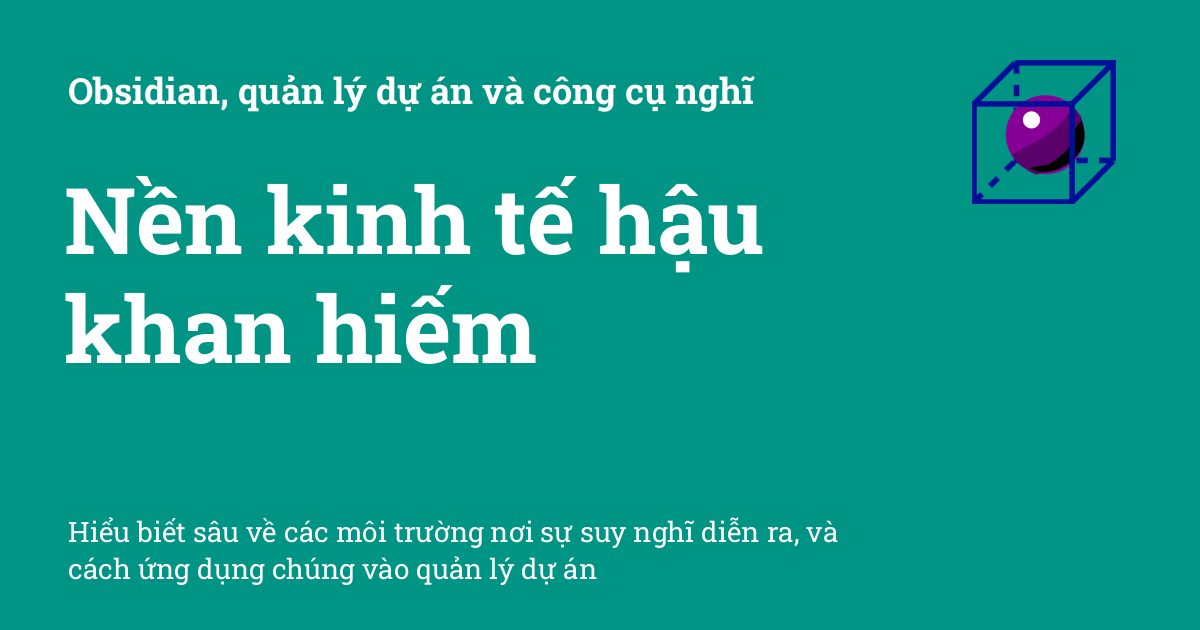 Obsidian, quản lý dự án và công cụ nghĩ
Nền kinh tế hậu
khan hiếm
Hiểu biết sâu về các môi trường nơi sự suy nghĩ diễn ra, và
cách ứng dụng chúng vào quản lý dự án